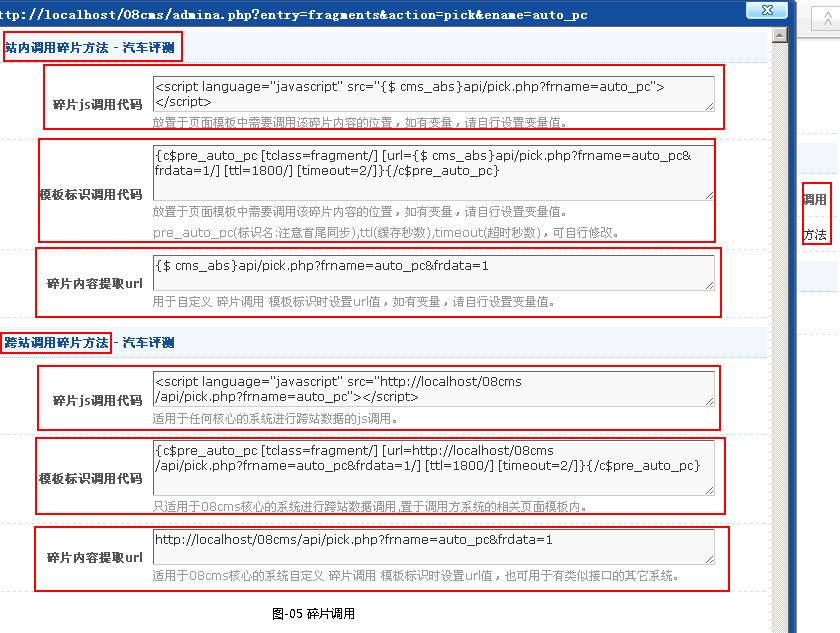 ttp://localhost/08cms/admina.php?entry=fragments&action=pick&ename=auto_pc
站内调用碎片方法 - 汽车评测
碎片js调用代码
<script language="javascript" src="{$ cms_abs}api/pick.php?frname=auto_pc">
</script>
放置于页面模板中需要调用该碎片内容的位置，如有变量，请自行设置变量值。
模板标识调用代码
{c$pre_auto_pc [tclass=fragment/] [url={$ cms_abs}api/pick.php?frname=auto_pc&
frdata=1/] [ttl=1800/] [timeout=2/]}{/c$pre_auto_pc}
放置于页面模板中需要调用该碎片内容的位置，如有变量，请自行设置变量值。
pre_auto_pc(标识名:注意首尾同步),ttl(缓存秒数),timeout(超时秒数)，可自行修改。
碎片内容提取url
{$ cms_abs}api/pick.php?frname=auto_pc&frdata=1
用于自定义 碎片调用 模板标识时设置url值，如有变量，请自行设置变量值。
跨站调用碎片方法 - 汽车评测
碎片js调用代码
<script language="javascript" src="http://localhost/08cms
/api/pick.php?frname=auto_pc"></script>
适用于任何核心的系统进行跨站数据的js调用。
模板标识调用代码
{c$pre_auto_pc [tclass=fragment/] [url=http://localhost/08cms
/api/pick.php?frname=auto_pc&frdata=1/] [ttl=1800/] [timeout=2/]}{/c$pre_auto_pc}
只适用于08cms核心的系统进行跨站数据调用,置于调用方系统的相关页面模板内。
碎片内容提取url
http://localhost/08cms/api/pick.php?frname=auto_pc&frdata=1
适用于08cms核心的系统自定义 碎片调用 模板标识时设置url值，也可用于有类似接口的其它系统。
调用
方法
图-05 碎片调用